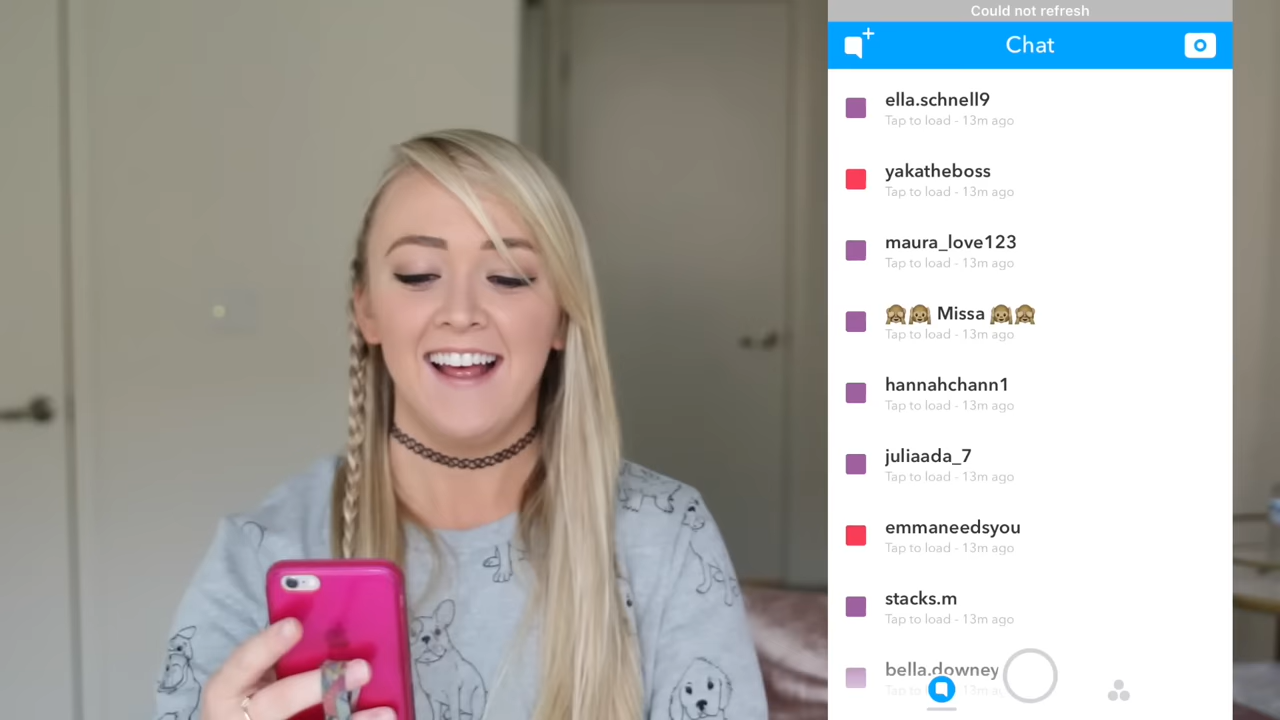 Could not refresh
Chat
ella.schnell9
Tap to load - 13m ago
yakatheboss
Tap to load - 13m ago
maura_love123
Tap to load - 13m ago
🙈🙈 Missa 🙈🙈
Tap to load - 13m ago
hannahchann1
Tap to load - 13m ago
juliaada_7
Tap to load - 13m ago
emmaneedsyou
Tap to load - 13m ago
stacks.m
Tap to load - 13m ago
bella.downey